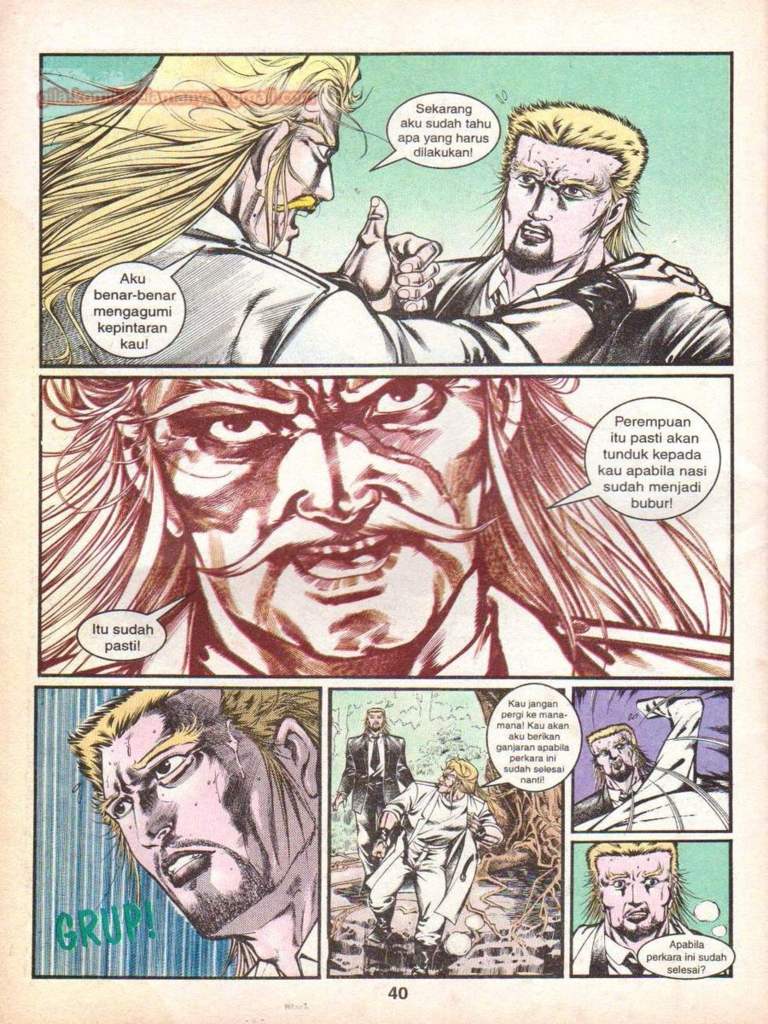 Sekarang
aku sudah tahu
apa yang harus
dilakukan!
Aku
benar-benar
mengagumi
kepintaran
kau!
Perempuan
itu pasti akan
tunduk kepada
kau apabila nasi
sudah menjadi
bubur!
Itu sudah
pasti!
GRUP!
Kau jangan
pergi ke mana-
mana! Kau akan
aku berikan
ganjaran apabila
perkara ini
sudah selesai
nanti!
Apabila
perkara ini sudah
selesai?
40